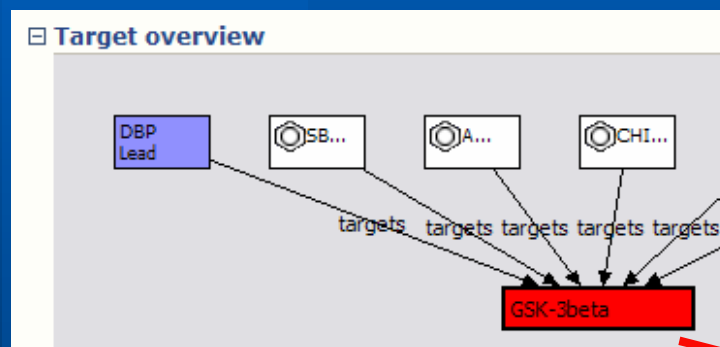 Target overview
DBP
Lead
SB...
A...
CHI...
targets
targets
targets
targets
targets
GSK-3beta